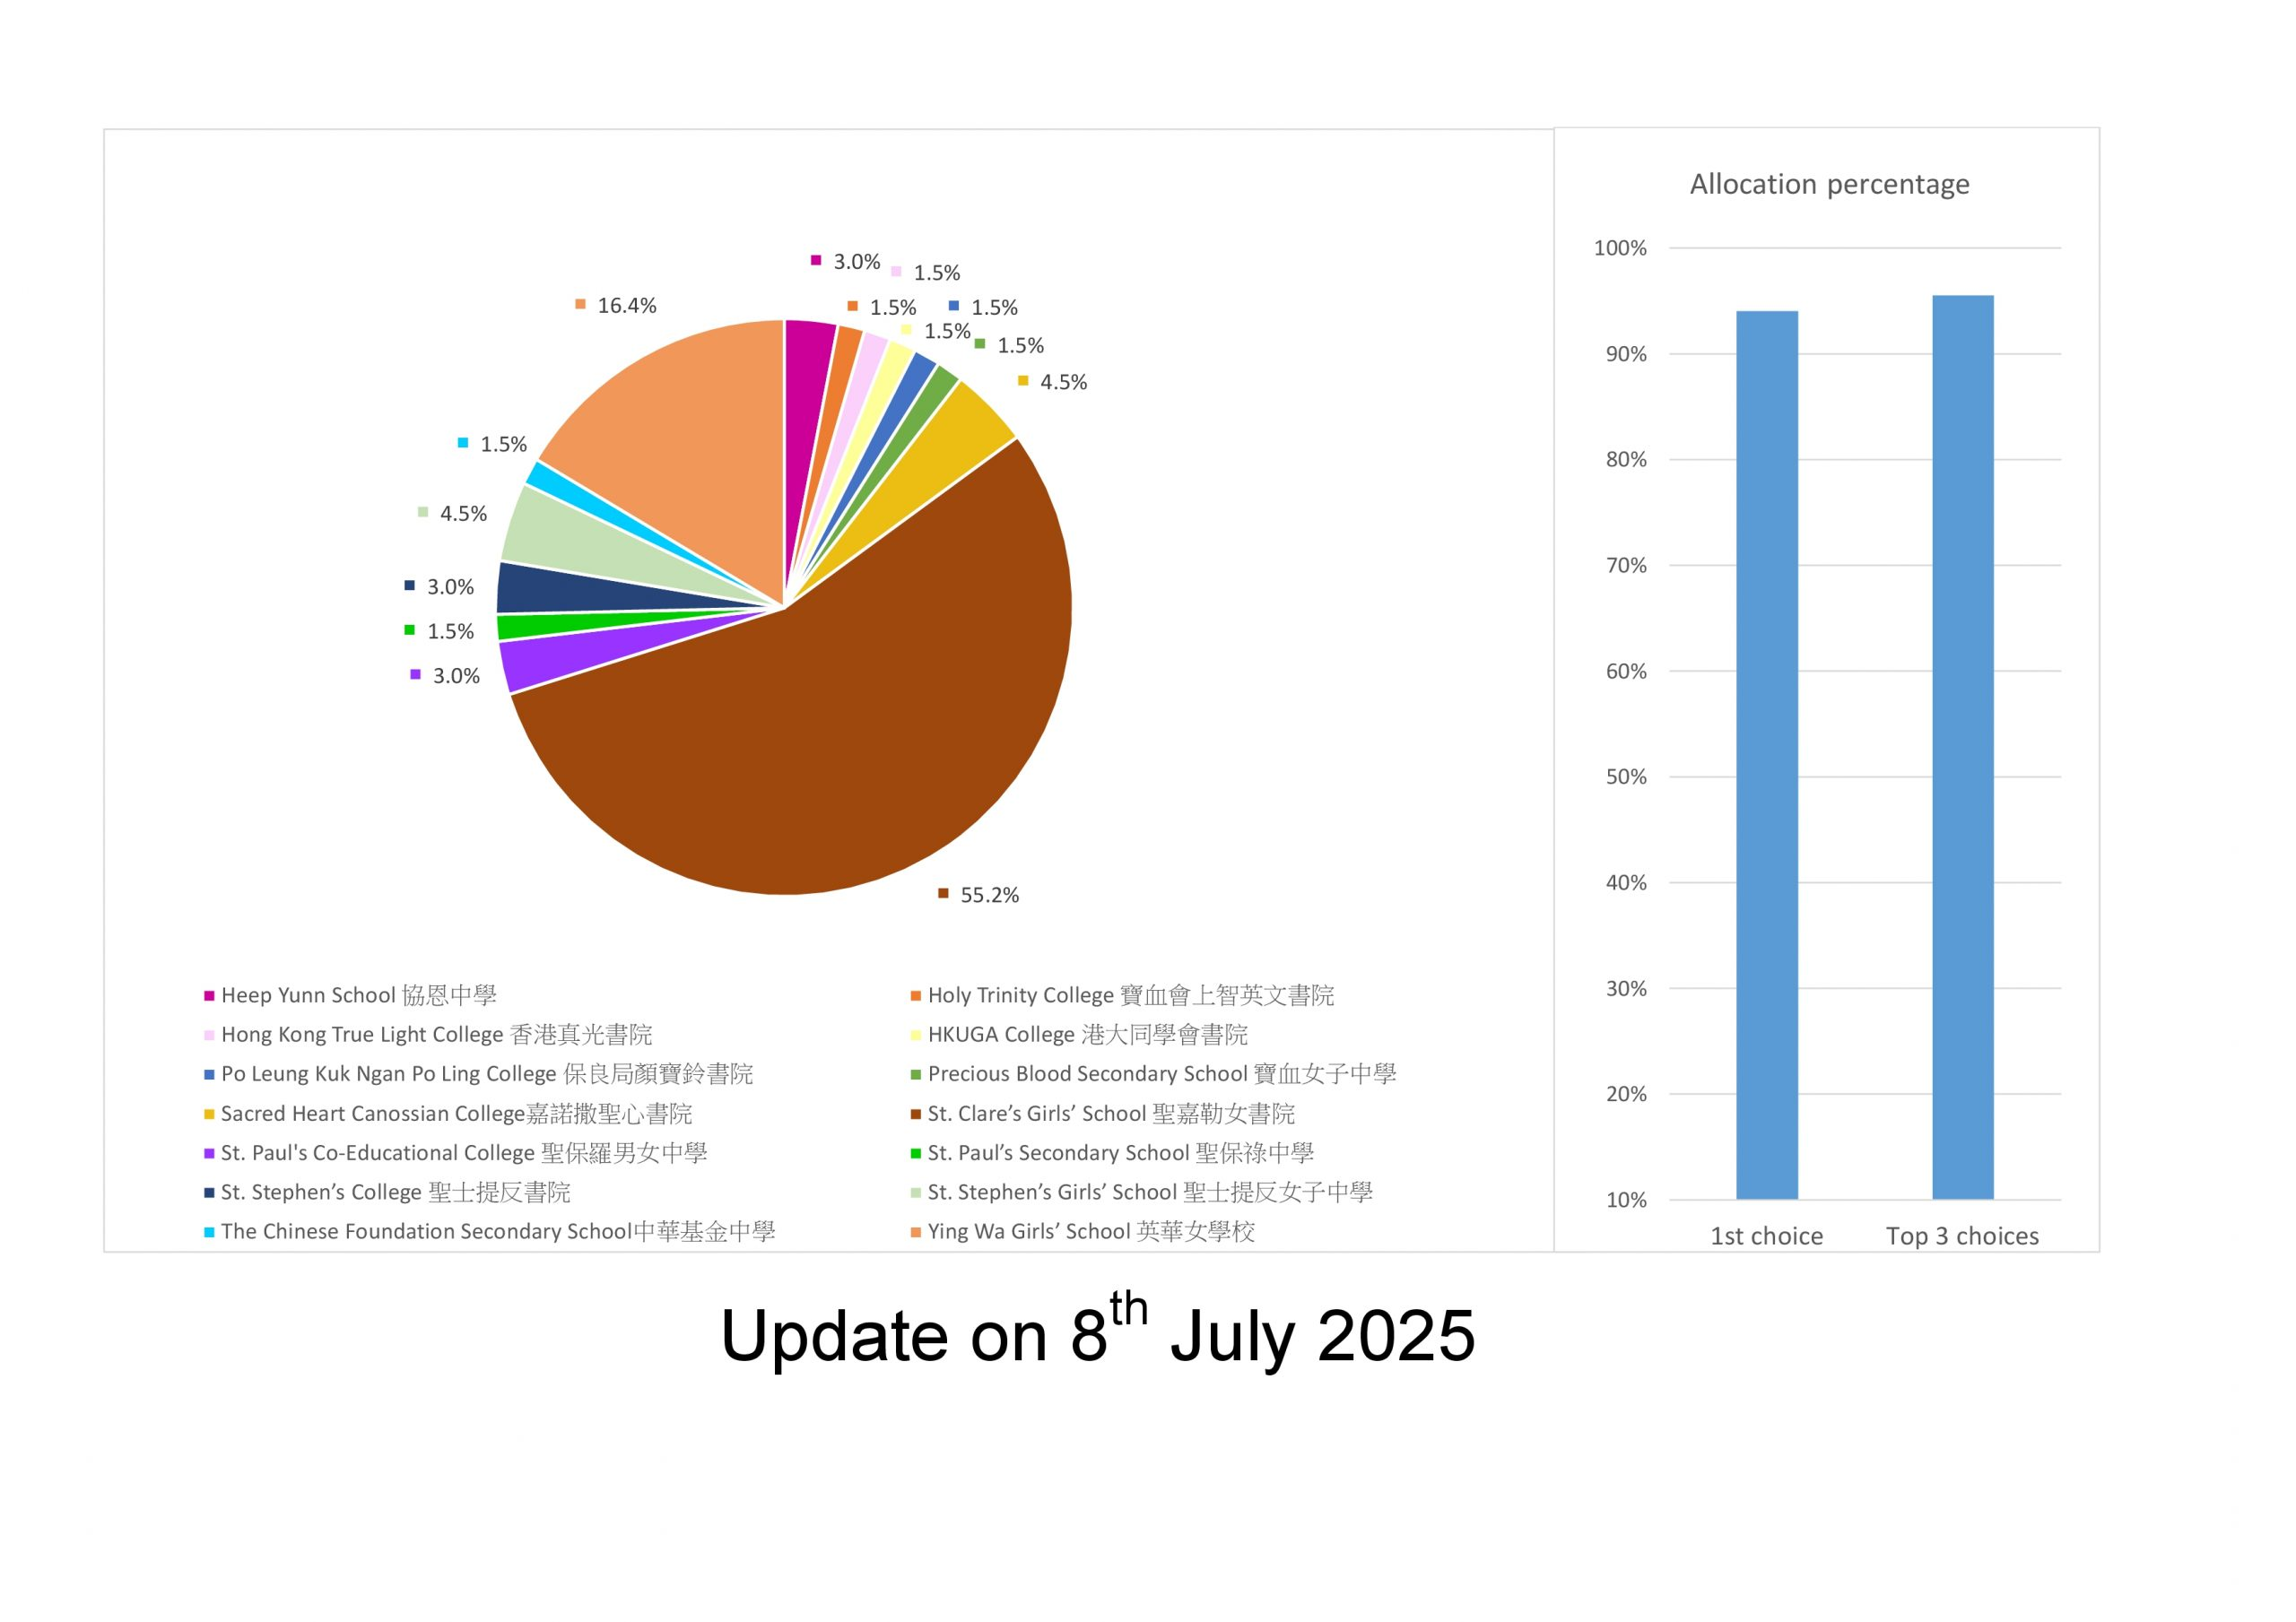 3.0%
1.5%
16.4%
1.5%
1.5%
1.5%
1.5%
4.5%
1.5%
4.5%
3.0%
1.5%
3.0%
55.2%
Heep Yunn School 協恩中學
Holy Trinity College 寶血會上智英文書院
Hong Kong True Light College 香港真光書院
HKUGA College 港大同學會書院
Po Leung Kuk Ngan Po Ling College 保良局顏寶鈴書院
Precious Blood Secondary School 寶血女子中學
Sacred Heart Canossian College嘉諾撒聖心書院
St. Clare’s Girls’ School 聖嘉勒女書院
St. Paul's Co-Educational College 聖保羅男女中學
St. Paul’s Secondary School 聖保祿中學
St. Stephen’s College 聖士提反書院
St. Stephen’s Girls’ School 聖士提反女子中學
The Chinese Foundation Secondary School中華基金中學
Ying Wa Girls’ School 英華女學校
Allocation percentage
100%
90%
80%
70%
60%
50%
40%
30%
20%
10%
1st choice
Top 3 choices
Update on 8th July 2025